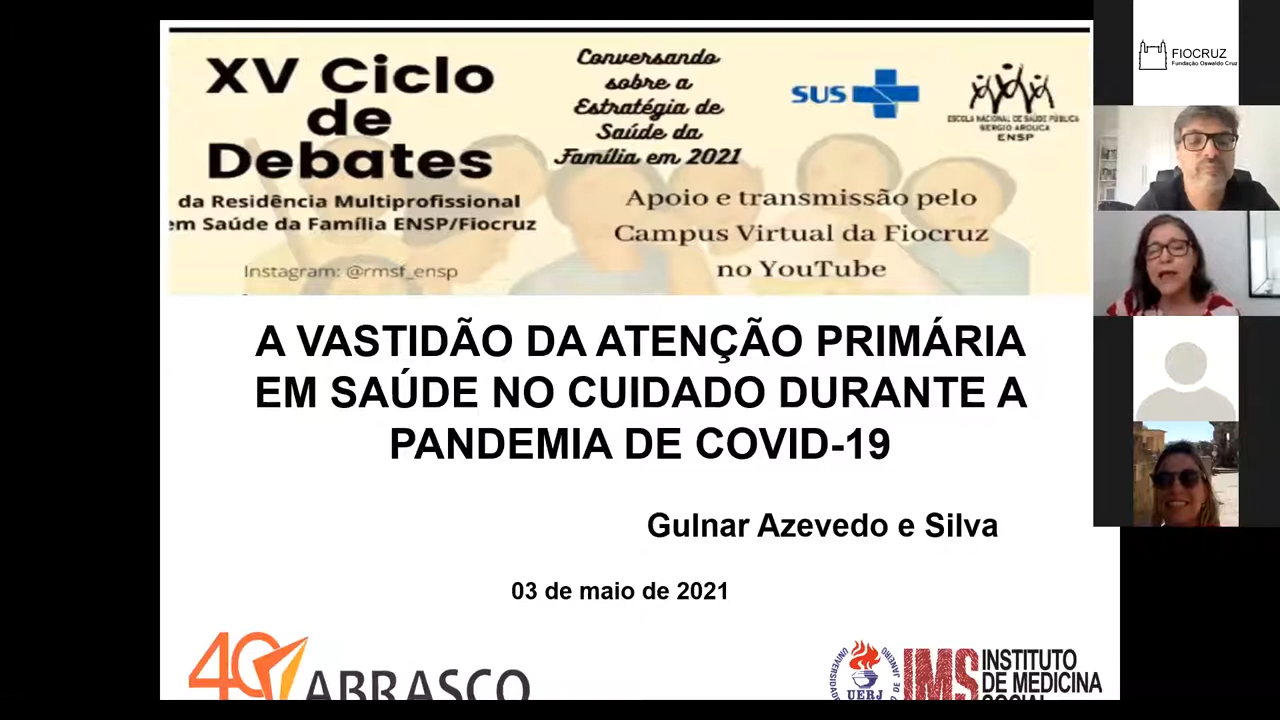 XV Ciclo
de
Debates
da Residência Multiprofissional
em Saúde da Família ENSP/Fiocruz
Instagram: @rmsf_ensp
Conversando
sobre a
Estratégia de
Saúde da
Família em 2021
SUS
ESCOLA NACIONAL DE SAÚDE PÚBLICA
SERGIO AROUCA
ENSP
Apoio e transmissão pelo
Campus Virtual da Fiocruz
no YouTube
FIOCRUZ
Fundação Oswaldo Cruz
A VASTIDÃO DA ATENÇÃO PRIMÁRIA
EM SAÚDE NO CUIDADO DURANTE A
PANDEMIA DE COVID-19
Gulnar Azevedo e Silva
03 de maio de 2021
40 ABRASCO
UERJ
IMS
INSTITUTO
DE MEDICINA
SOCIAL